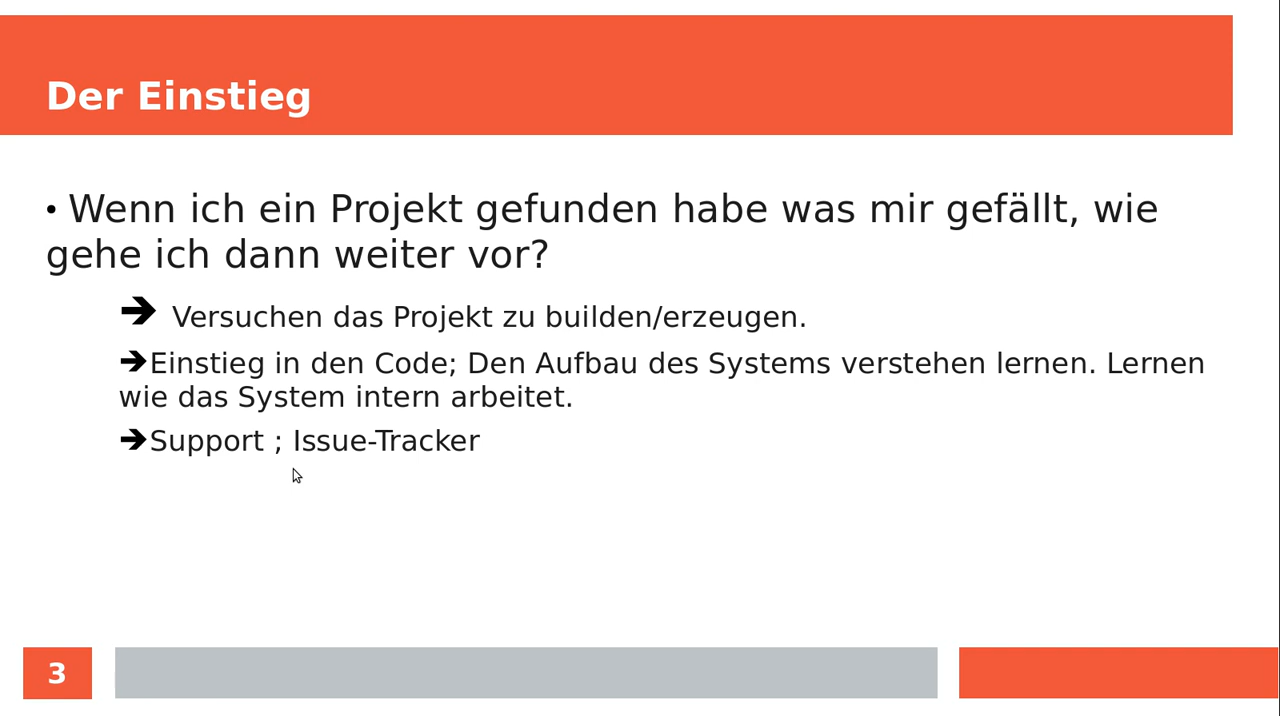 Der Einstieg
• Wenn ich ein Projekt gefunden habe was mir gefällt, wie
gehe ich dann weiter vor?
➔ Versuchen das Projekt zu builden/erzeugen.
➔Einstieg in den Code; Den Aufbau des Systems verstehen lernen. Lernen
wie das System intern arbeitet.
➔Support ; Issue-Tracker
3